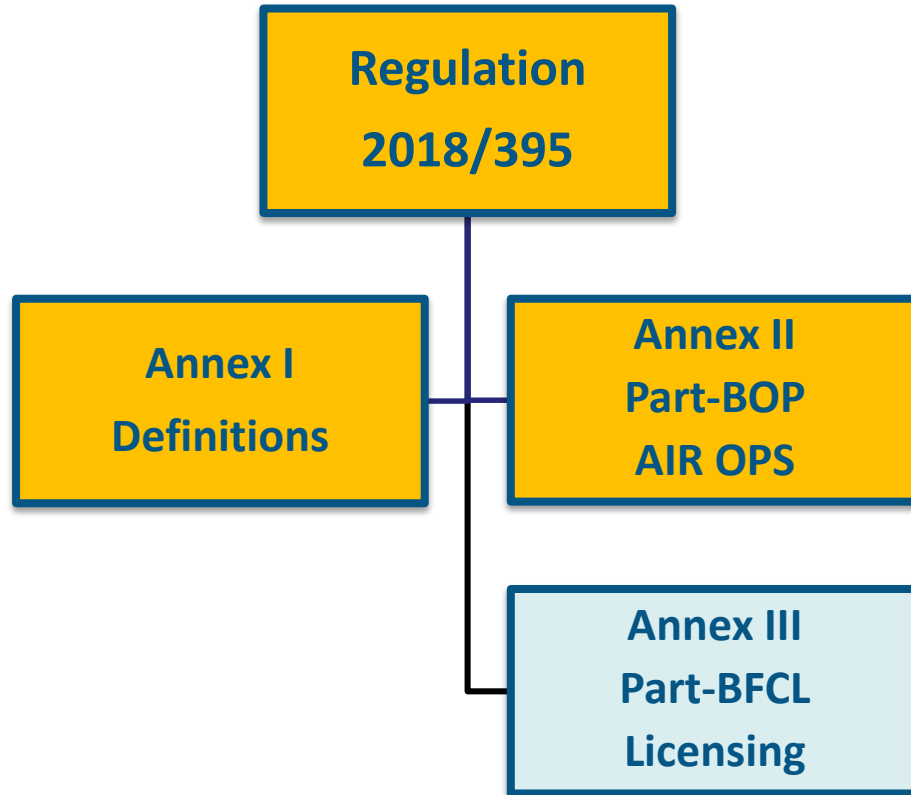 Regulation
2018/395
Annex I
Definitions
Annex II
Part-BOP
AIR OPS
Annex III
Part-BFCL
Licensing